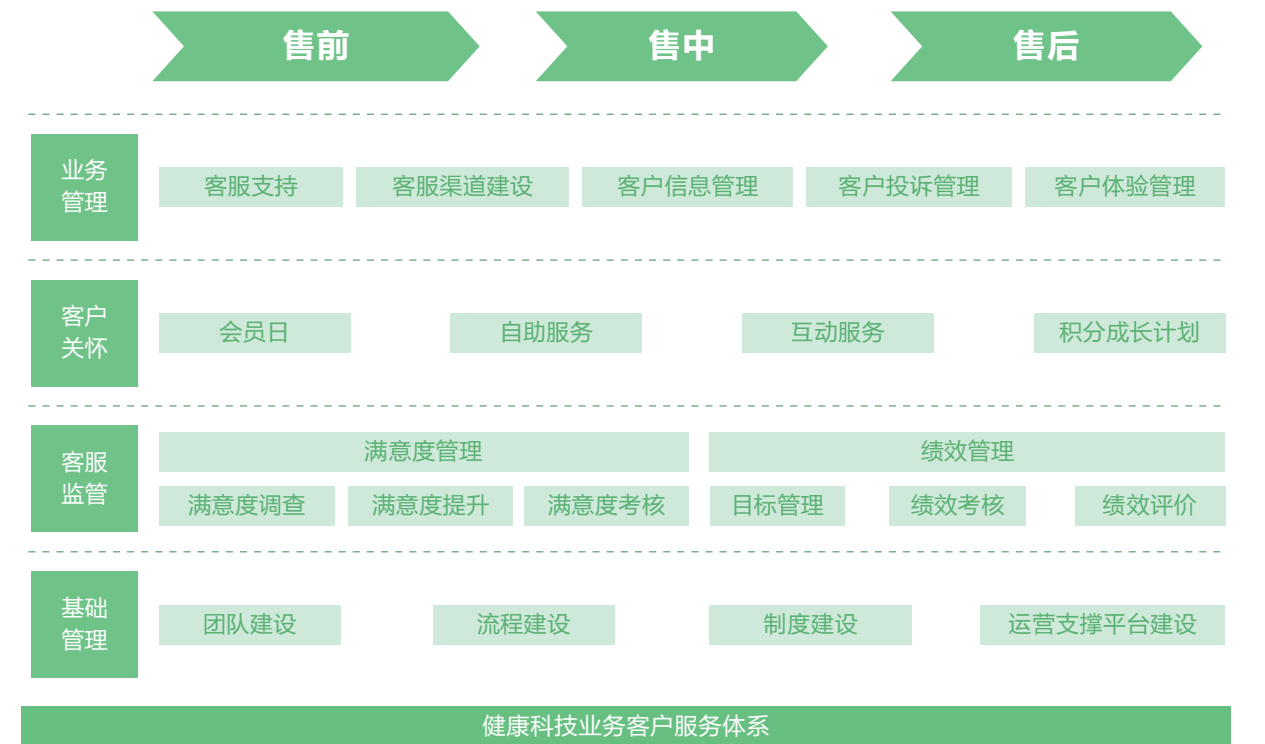 售前
售中
售后
业务
管理
客服支持
客服渠道建设
客户信息管理
客户投诉管理
客户体验管理
客户
关怀
会员日
自助服务
互动服务
积分成长计划
客服
监管
满意度管理
绩效管理
满意度调查
满意度提升
满意度考核
目标管理
绩效考核
绩效评价
基础
管理
团队建设
流程建设
制度建设
运营支撑平台建设
健康科技业务客户服务体系